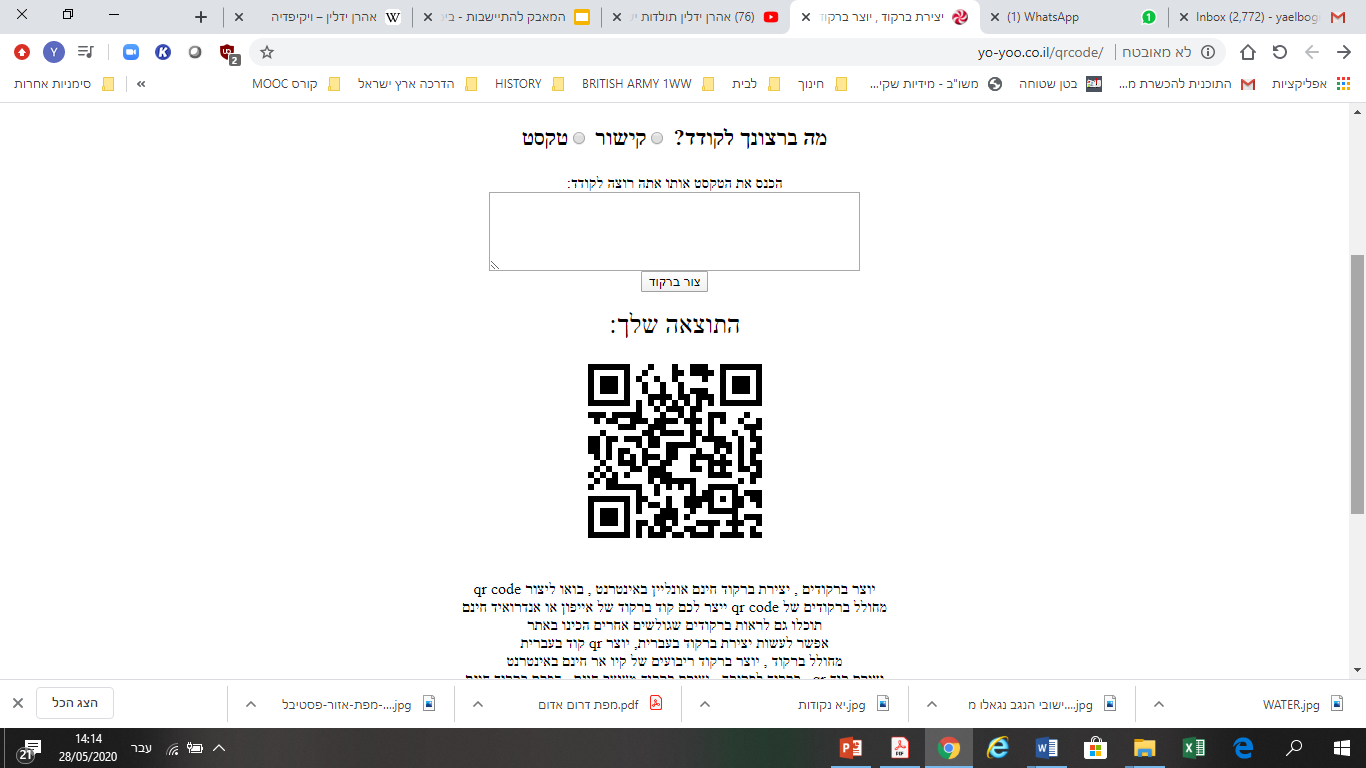 Inbox (2,772) - yaelbog
(1) WhatsApp
יצירת ברקוד , יוצר ברקוד
(76) אהרן ידלין תולדות
המאבק להתיישבות - בי
אהרן ידלין – ויקיפדיה
yo-yoo.co.il/qrcode/
לא מאובטח
2
Y
אפליקציות
התוכנית להכשרת מ...
בטן שטוחה
משו"ב - מידיות שקי...
חינוך
לבית
BRITISH ARMY 1WW
HISTORY
הדרכה ארץ ישראל
קורס MOOC
»
סימניות אחרות
מה ברצונך לקודד? קישור טקסט
הכנס את הטקסט אותו אתה רוצה לקודד:
צור ברקוד
התוצאה שלך:
יוצר ברקודים , יצירת ברקוד חינם אונליין באינטרנט , בואו ליצור qr code
מחולל ברקודים של qr code ייצר לכם קוד ברקוד של אייפון או אנדרואיד חינם
תוכלו גם לראות ברקודים שגולשים אחרים הכינו באתר
אפשר לעשות יצירת ברקוד בעברית, יוצר qr קוד בעברית
מחולל ברקוד , יוצר ברקוד ריבועים של קיו אר חינם באינטרנט
WATER.jpg
ישובי הנגב נגאלו מ....jpg
יא נקודות.jpg
מפת דרום אדום.pdf
מפת-אזור-פסטיבל-....jpg
הצג הכל
עבר
14:14
28/05/2020
21